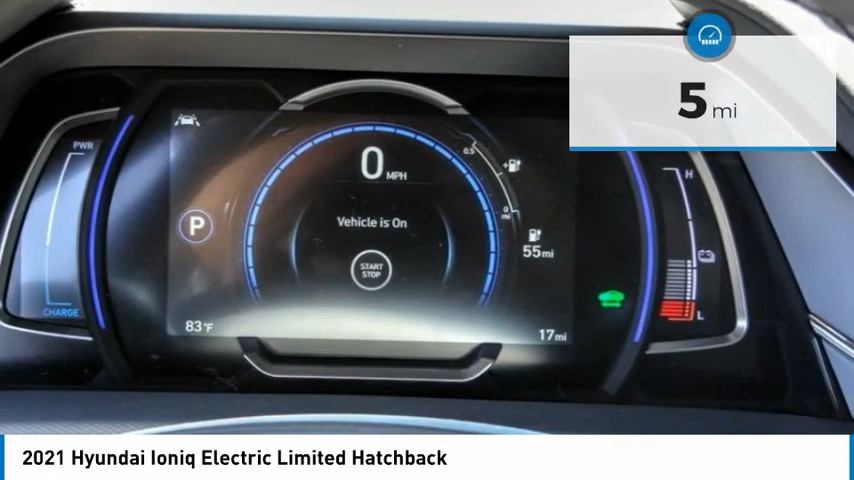 5 mi
PWR
H
0.5
0 MPH
+
0
mi
P
Vehicle is On
START
STOP
55mi
CHARGE
L
83°F
17mi
2021 Hyundai Ioniq Electric Limited Hatchback